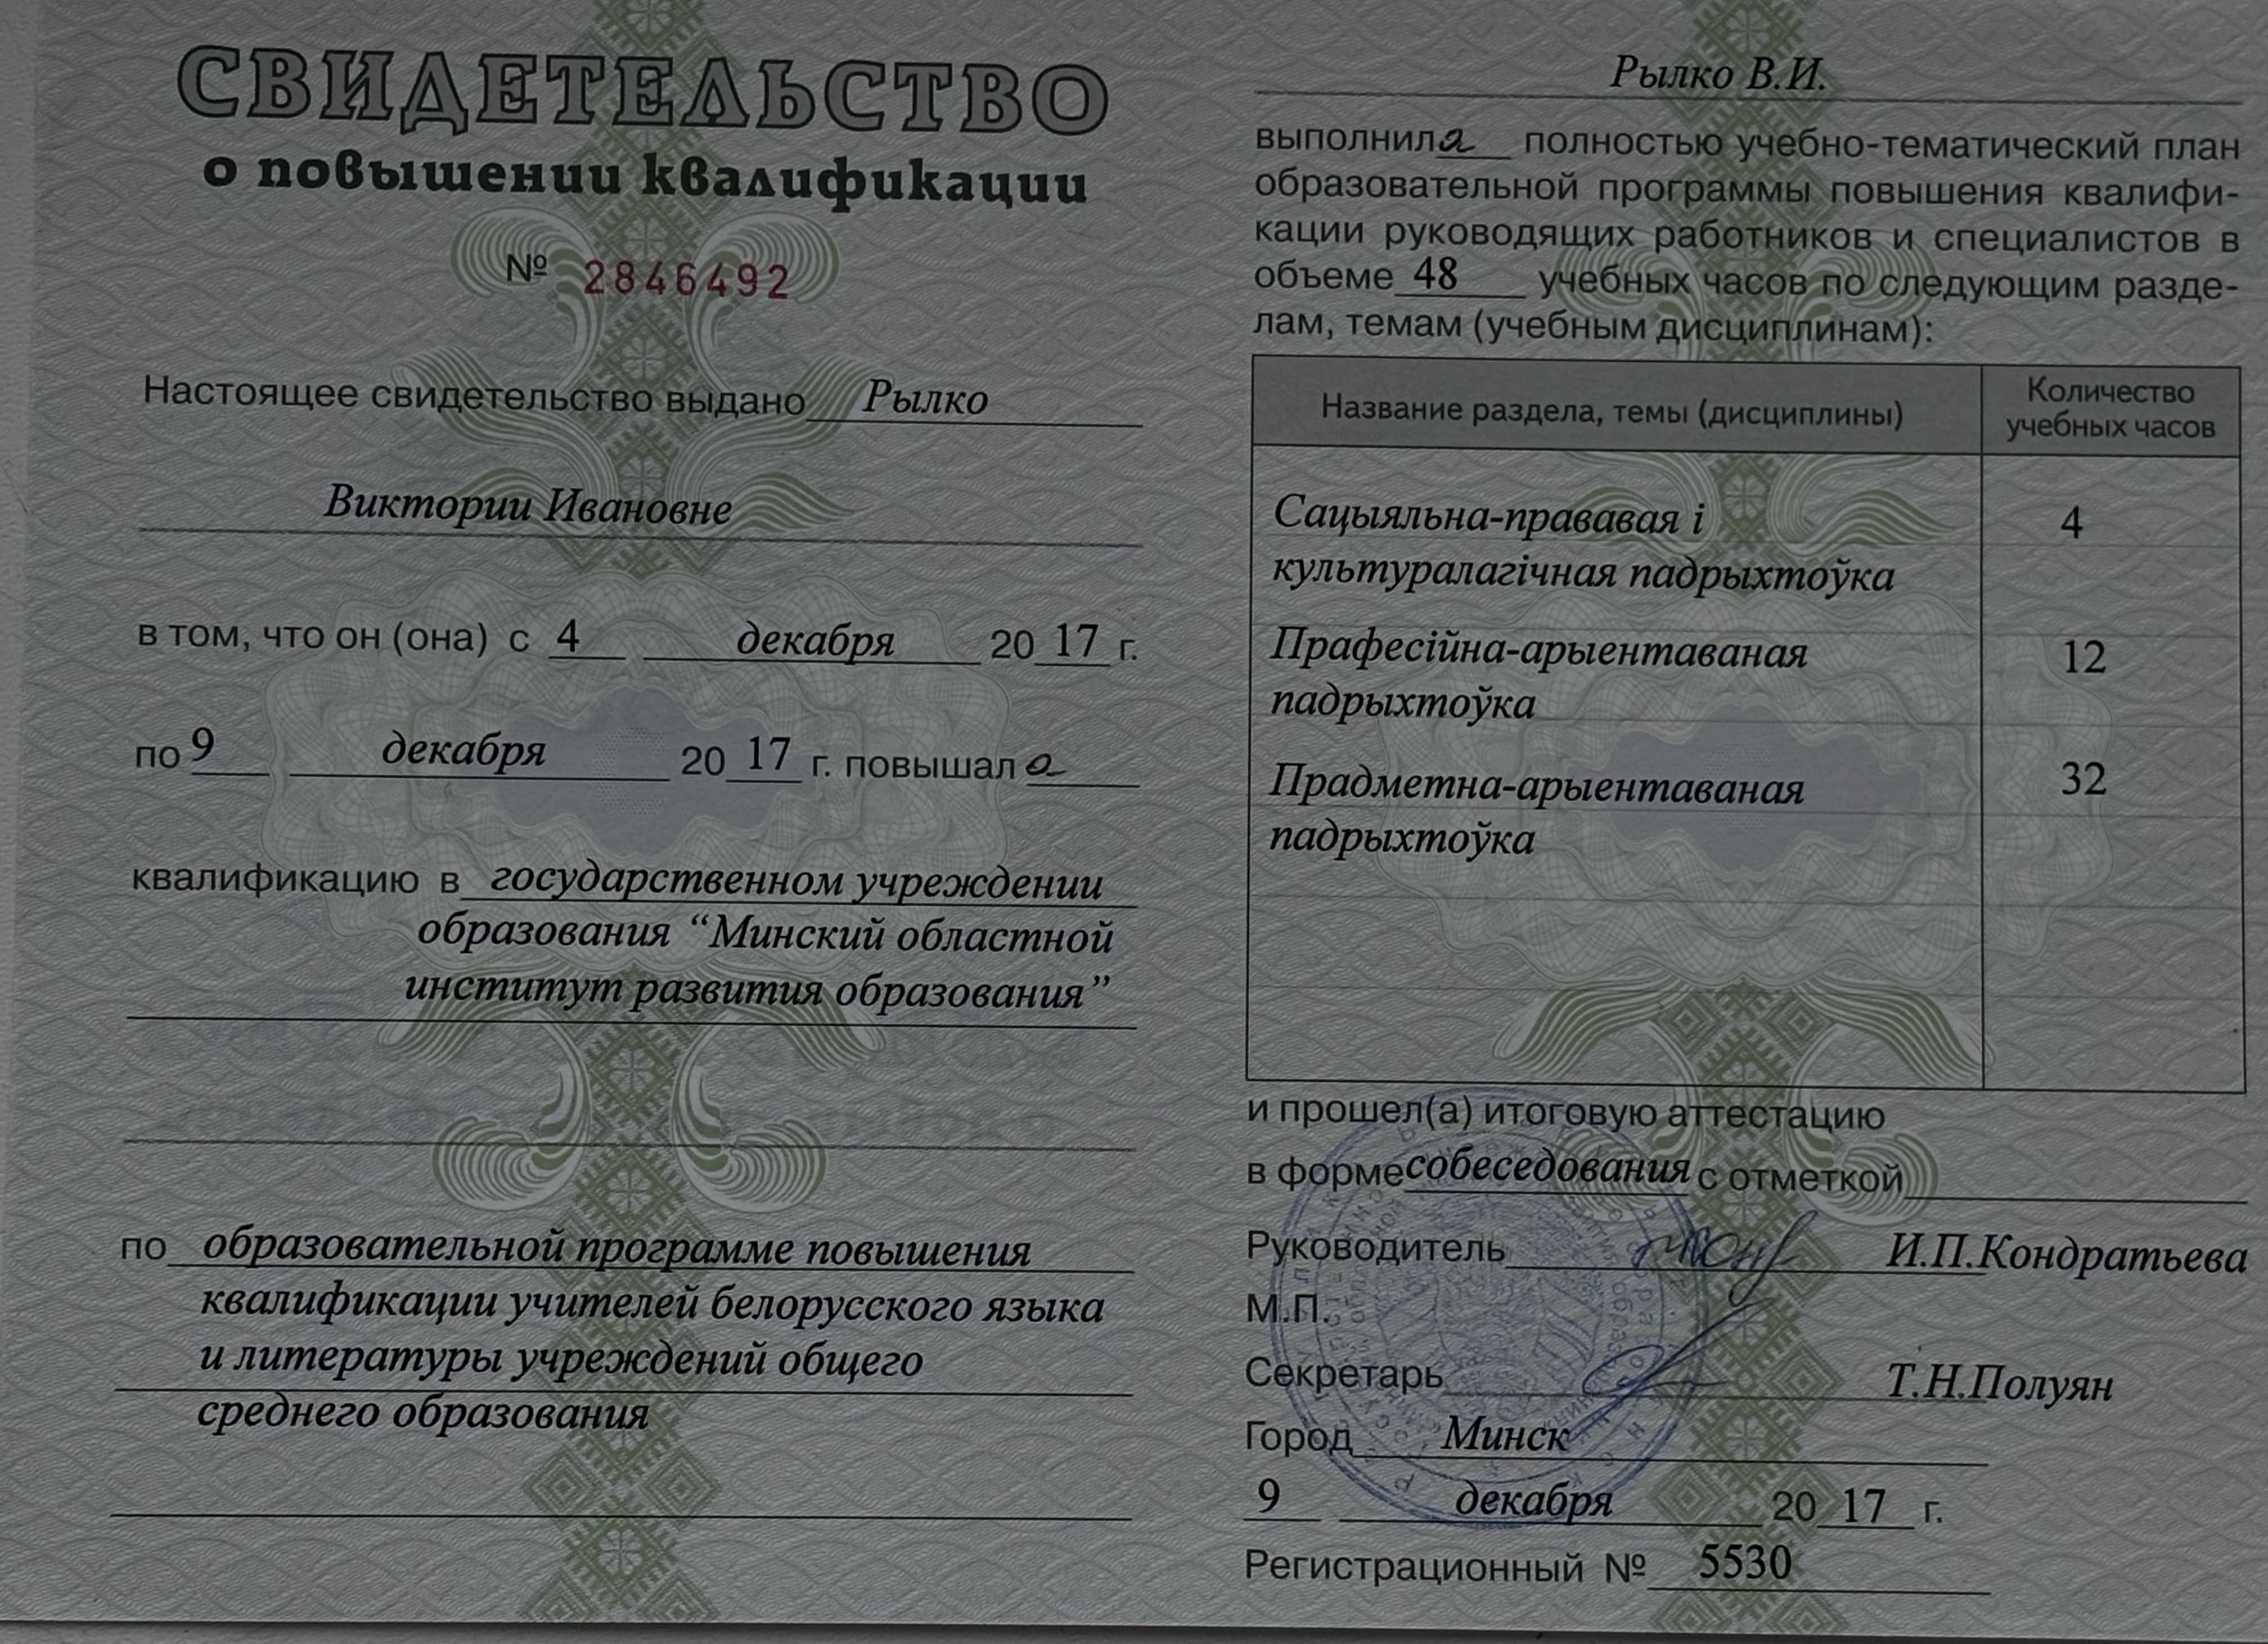 СВИДЕТЕЛЬСТВО
о повышении квалификации
№ 2846492
Настоящее свидетельство выдано Рылко
Виктории Ивановне
в том, что он (она) с 4 декабря 20 17 г.
по 9 декабря 20 17 г. повышал а
квалификацию в государственном учреждении
образования “Минский областной
институт развития образования”
по образовательной программе повышения
квалификации учителей белорусского языка
и литературы учреждений общего
среднего образования
Рылко В.И.
выполнила полностью учебно-тематический план
образовательной программы повышения квалифи-
кации руководящих работников и специалистов в
объеме 48 учебных часов по следующим разде-
лам, темам (учебным дисциплинам):
Название раздела, темы (дисциплины) Количество
учебных часов
Сацыяльна-прававая і 4
культуралагічная падрыхтоўка
Прафесійна-арыентаваная 12
падрыхтоўка
Прадметна-арыентаваная 32
падрыхтоўка
и прошел(а) итоговую аттестацию
в форме собеседования с отметкой
Руководитель И.П.Кондратьева
М.П.
Секретарь Т.Н.Полуян
Город Минск
9 декабря 20 17 г.
Регистрационный № 5530